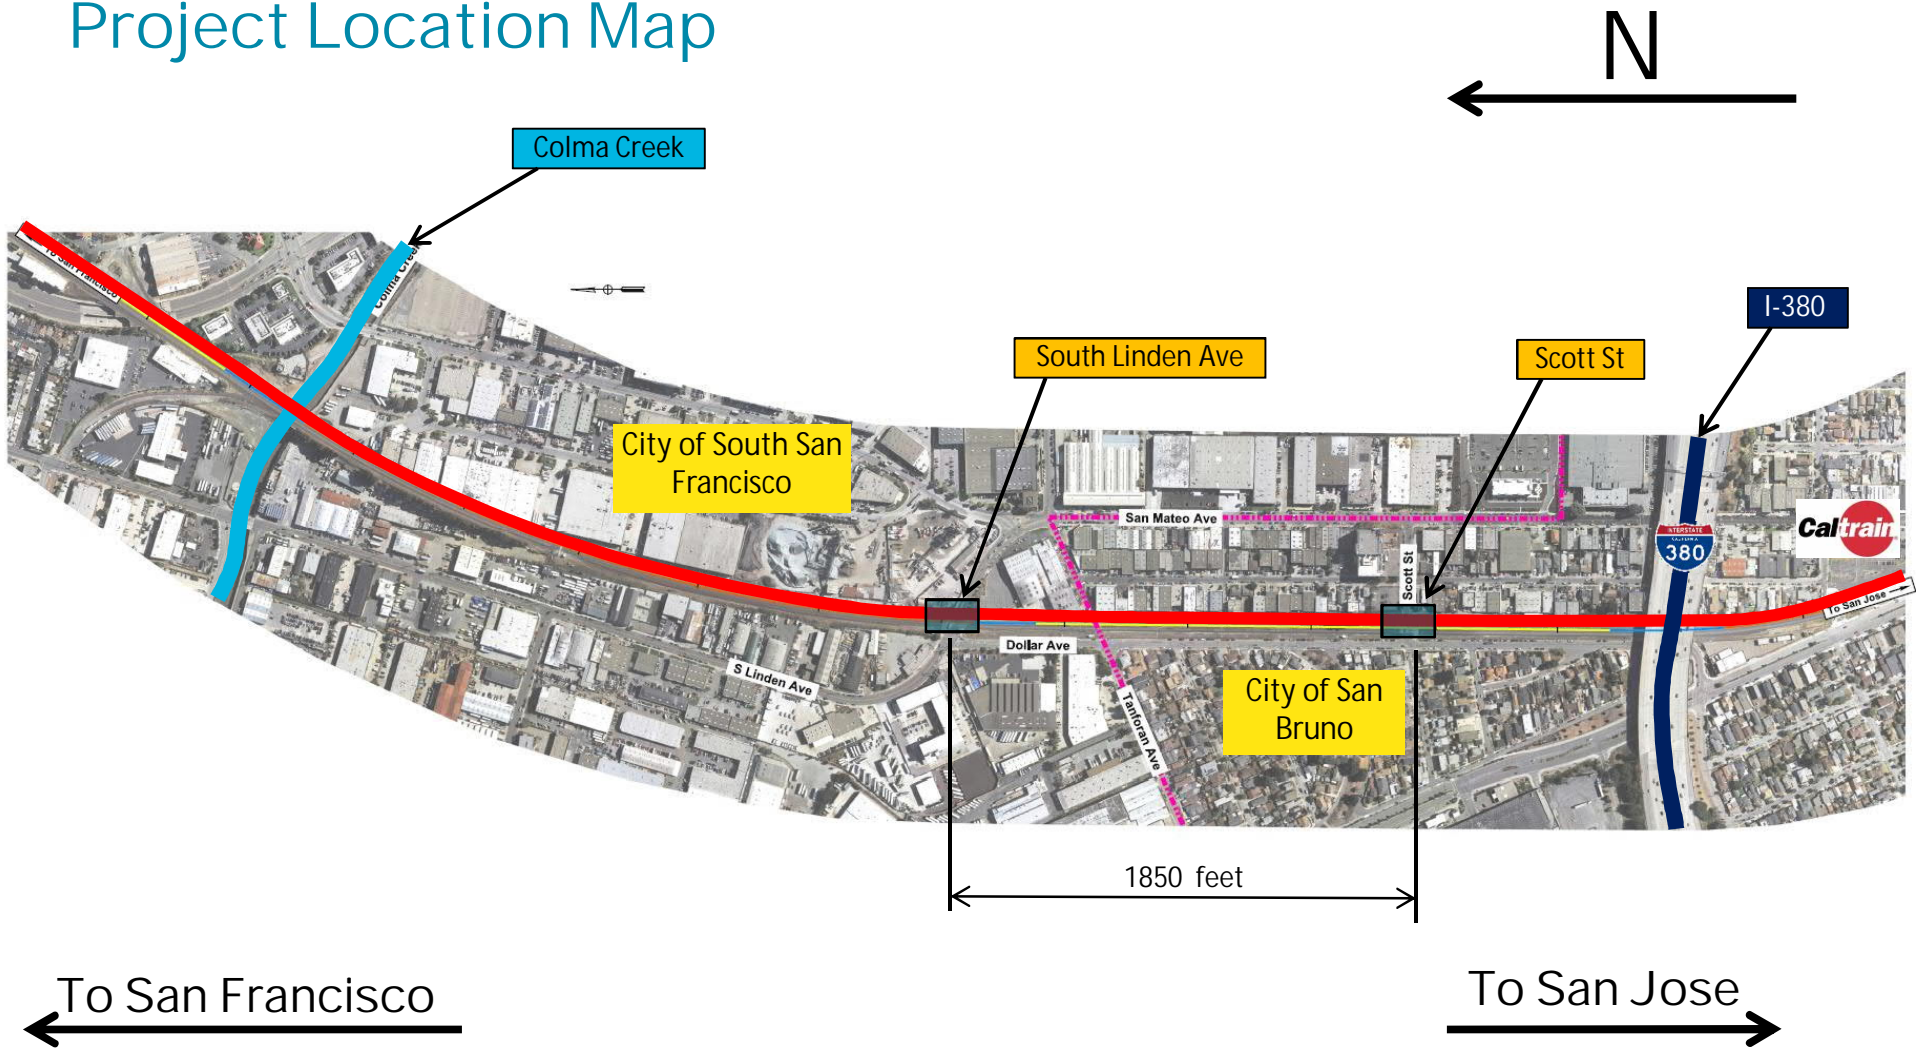 Project Location Map
N
Colma Creek
To San Francisco
Colma Creek
I-380
South Linden Ave
Scott St
City of South San
Francisco
San Mateo Ave
Scott St
INTERSTATE
CALIFORNIA
380
Caltrain
To San Jose
Dollar Ave
S Linden Ave
Tanforan Ave
City of San
Bruno
1850 feet
To San Francisco
To San Jose